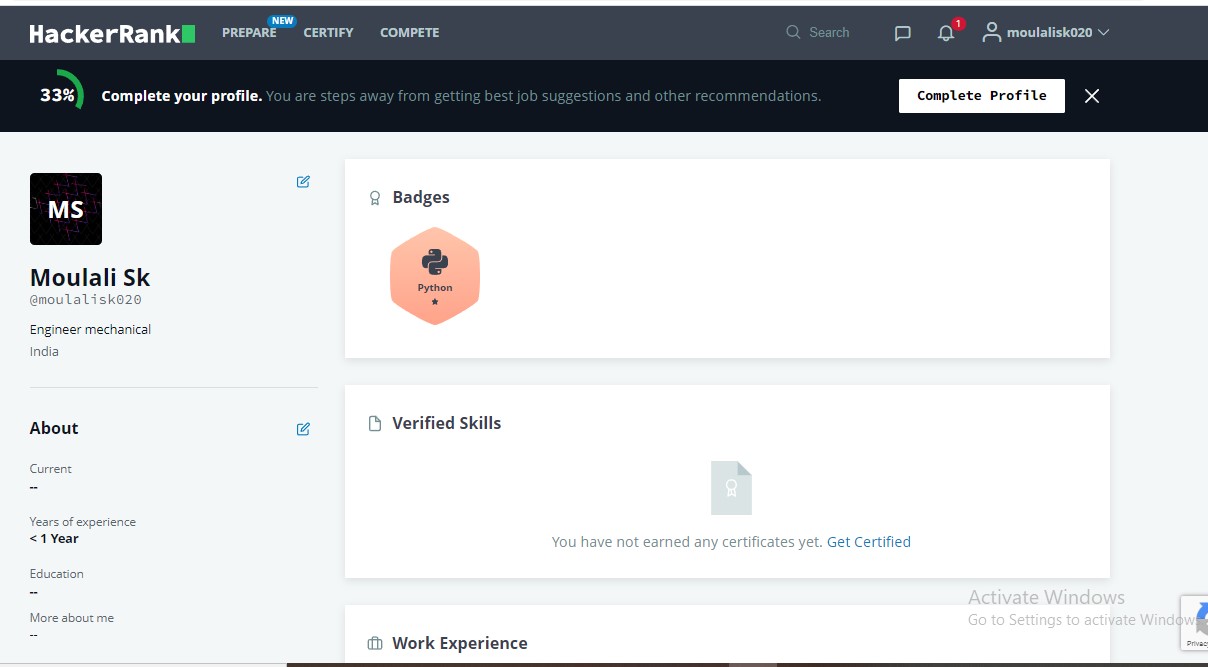 HackerRank PREPARE NEW CERTIFY COMPETE Search 1 moulalisk020
33% Complete your profile. You are steps away from getting best job suggestions and other recommendations. Complete Profile
MS
Moulali Sk
@moulalisk020
Engineer mechanical
India
About
Current
--
Years of experience
< 1 Year
Education
--
More about me
--
Badges
Python
Verified Skills
You have not earned any certificates yet. Get Certified
Work Experience
Activate Windows
Go to Settings to activate Window
Privac